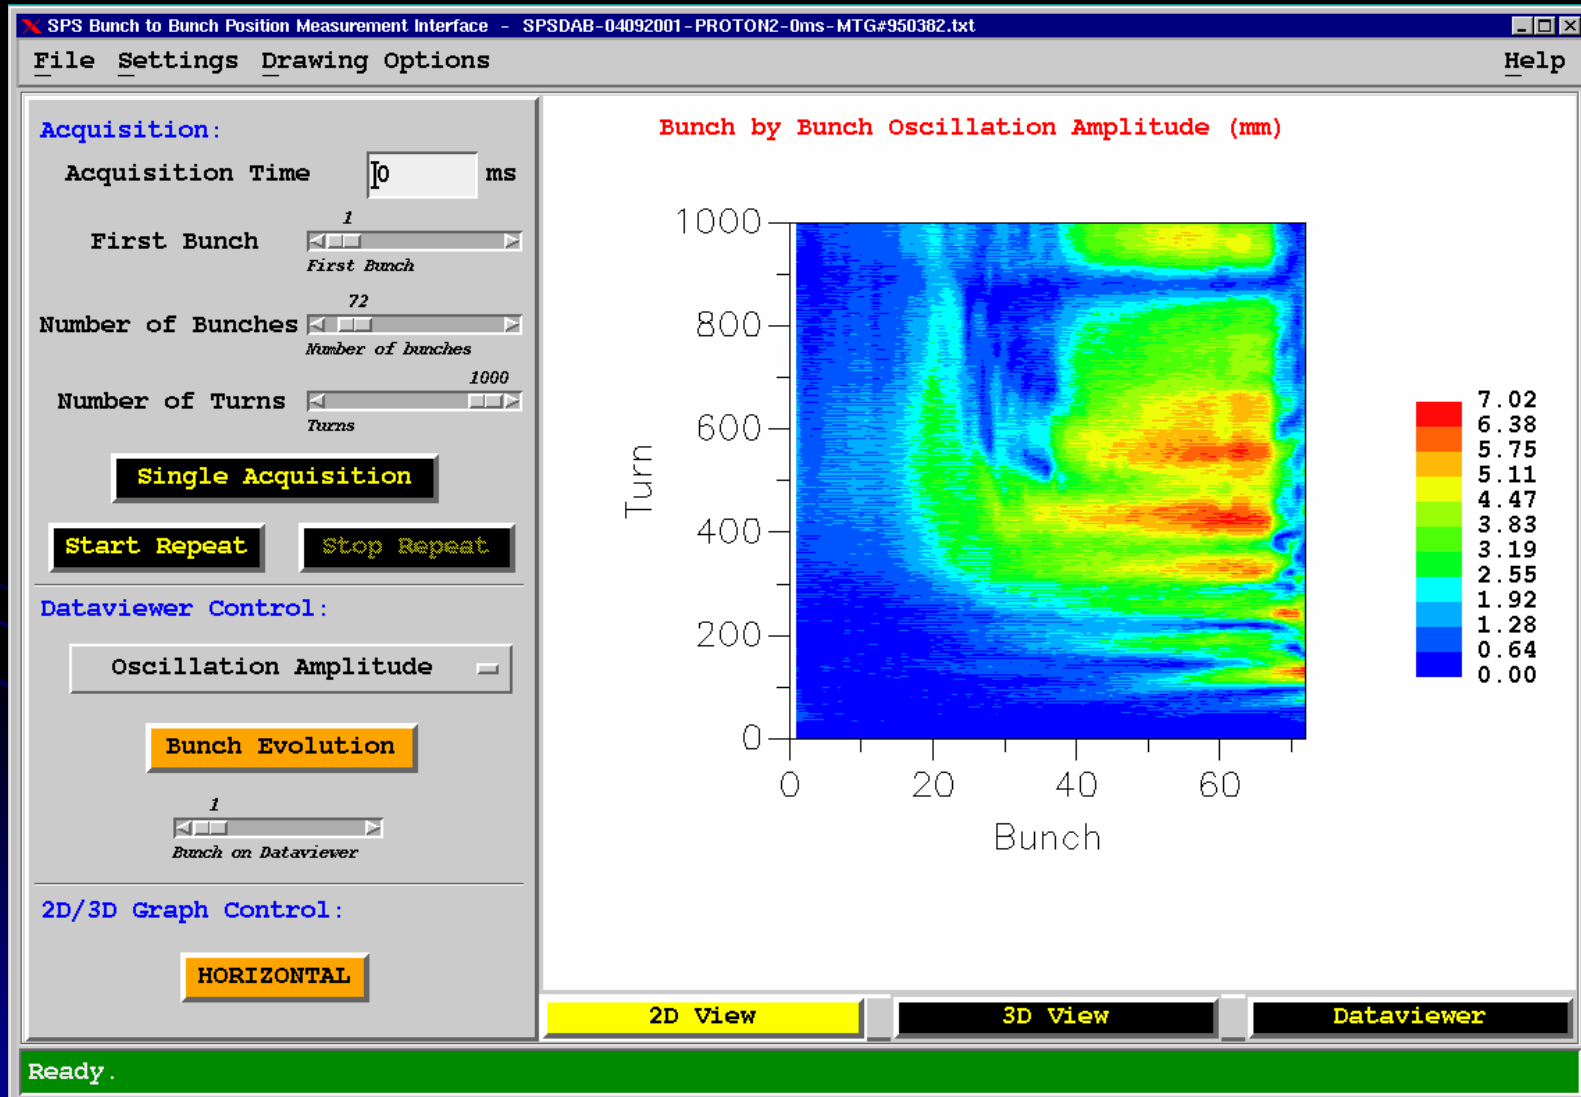 SPS Bunch to Bunch Position Measurement Interface - SPSDAB-04092001-PROTON2-0ms-MTG#950382.txt
File Settings Drawing Options Help
Acquisition:
Acquisition Time 0 ms
1
First Bunch
First Bunch
72
Number of Bunches
Number of bunches
1000
Number of Turns
Turns
Single Acquisition
Start Repeat Stop Repeat
Dataviewer Control:
Oscillation Amplitude
Bunch Evolution
1
Bunch on Dataviewer
2D/3D Graph Control:
HORIZONTAL
Bunch by Bunch Oscillation Amplitude (mm)
1000
800
600
400
200
0
Turn
0 20 40 60
Bunch
7.02
6.38
5.75
5.11
4.47
3.83
3.19
2.55
1.92
1.28
0.64
0.00
2D View 3D View Dataviewer
Ready.